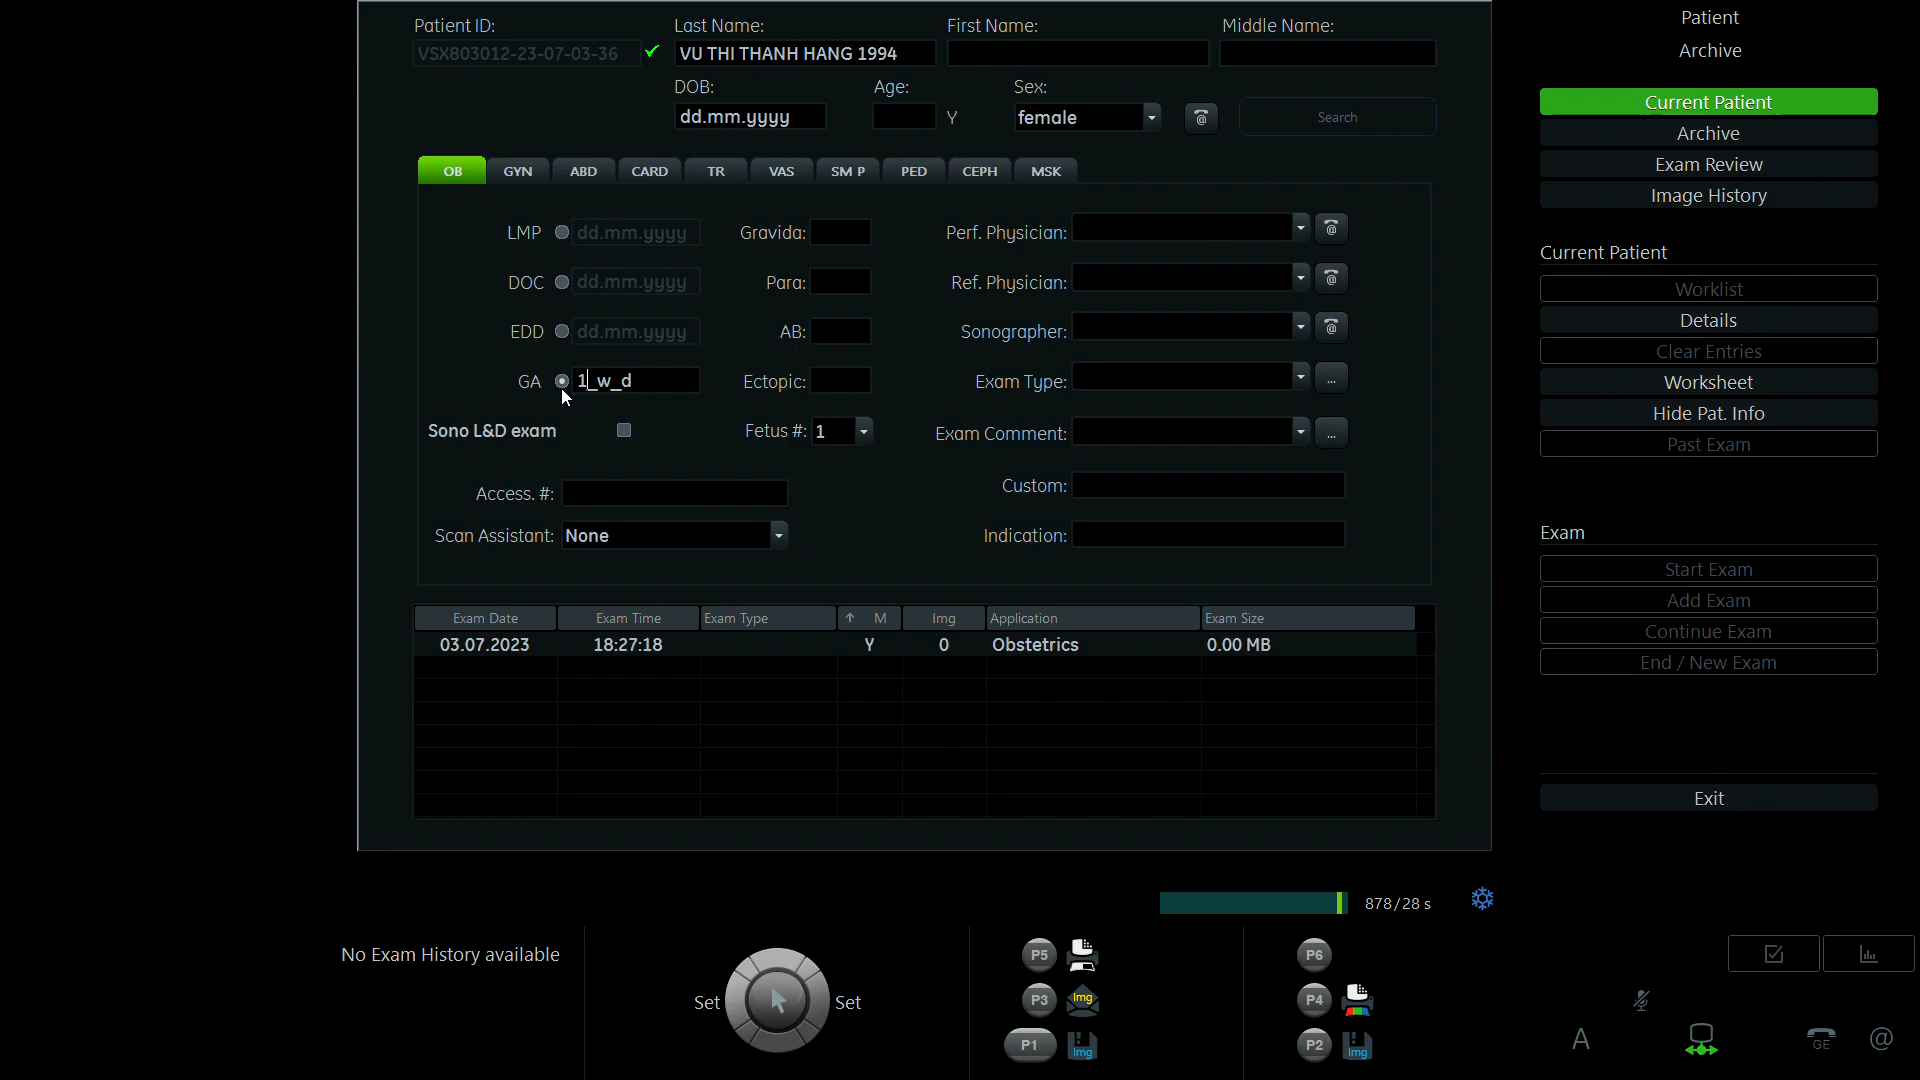 Patient ID: Last Name: First Name: Middle Name:
VSX803012-23-07-03-36 VU THI THANH HANG 1994
DOB: Age: Sex:
dd.mm.yyyy Y female @ Search
OB GYN ABD CARD TR VAS SM P PED CEPH MSK
LMP dd.mm.yyyy Gravida: Perf. Physician: @
DOC dd.mm.yyyy Para: Ref. Physician: @
EDD dd.mm.yyyy AB: Sonographer: @
GA 1_w_d Ectopic: Exam Type: ...
Sono L&D exam Fetus #: 1 Exam Comment: ...
Access. #: Custom:
Scan Assistant: None Indication:
Exam Date Exam Time Exam Type ↑ M Img Application Exam Size
03.07.2023 18:27:18 Y 0 Obstetrics 0.00 MB
878/28 s
No Exam History available
Set Set
P5
P3 Img
P1 Img
P6
P4
P2 Img
Patient
Archive
Current Patient
Archive
Exam Review
Image History
Current Patient
Worklist
Details
Clear Entries
Worksheet
Hide Pat. Info
Past Exam
Exam
Start Exam
Add Exam
Continue Exam
End / New Exam
Exit
A GE @